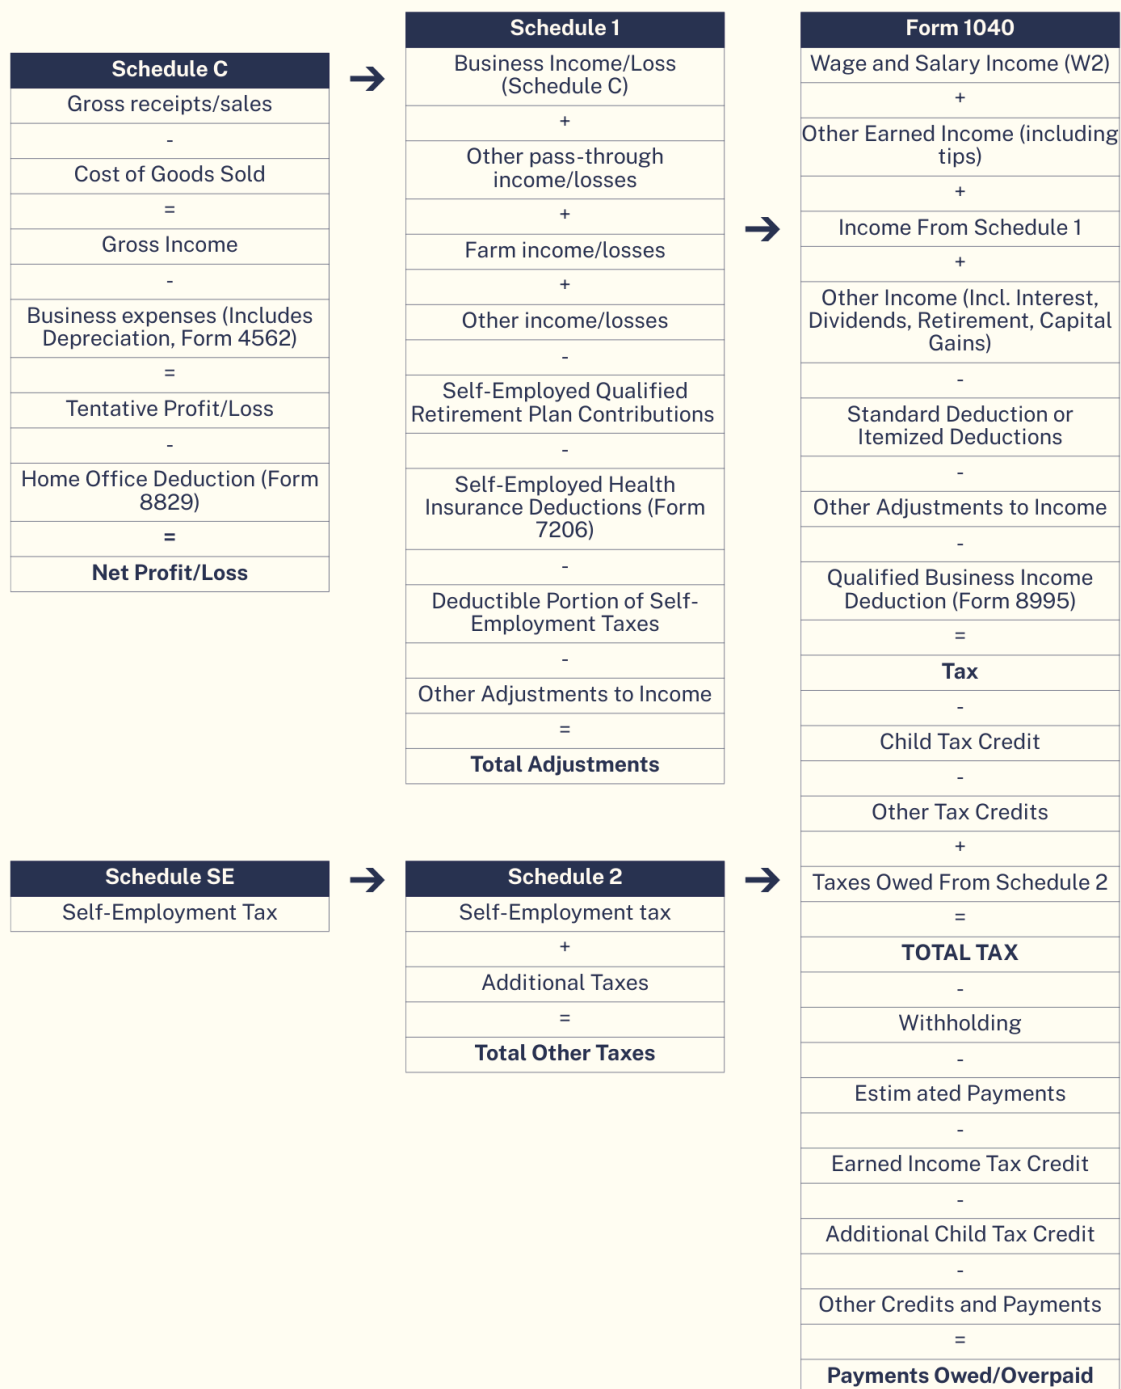 Schedule C
Gross receipts/sales
-
Cost of Goods Sold
=
Gross Income
-
Business expenses (Includes
Depreciation, Form 4562)
=
Tentative Profit/Loss
-
Home Office Deduction (Form
8829)
=
Net Profit/Loss
➔
Schedule 1
Business Income/Loss
(Schedule C)
+
Other pass-through
income/losses
+
Farm income/losses
+
Other income/losses
-
Self-Employed Qualified
Retirement Plan Contributions
-
Self-Employed Health
Insurance Deductions (Form
7206)
-
Deductible Portion of Self-
Employment Taxes
-
Other Adjustments to Income
=
Total Adjustments
➔
Schedule SE
Self-Employment Tax
➔
Schedule 2
Self-Employment tax
+
Additional Taxes
=
Total Other Taxes
➔
Form 1040
Wage and Salary Income (W2)
+
Other Earned Income (including
tips)
+
Income From Schedule 1
+
Other Income (Incl. Interest,
Dividends, Retirement, Capital
Gains)
-
Standard Deduction or
Itemized Deductions
-
Other Adjustments to Income
-
Qualified Business Income
Deduction (Form 8995)
=
Tax
-
Child Tax Credit
-
Other Tax Credits
+
Taxes Owed From Schedule 2
=
TOTAL TAX
-
Withholding
-
Estim ated Payments
-
Earned Income Tax Credit
-
Additional Child Tax Credit
-
Other Credits and Payments
=
Payments Owed/Overpaid